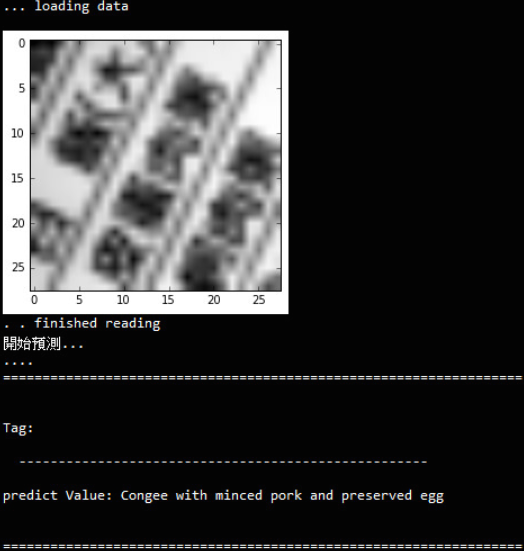 ... loading data
0
5
10
15
20
25
0 5 10 15 20 25
. . finished reading
開始預測...
....
==================================================================
Tag:
----------------------------------------------------
predict Value: Congee with minced pork and preserved egg
==================================================================